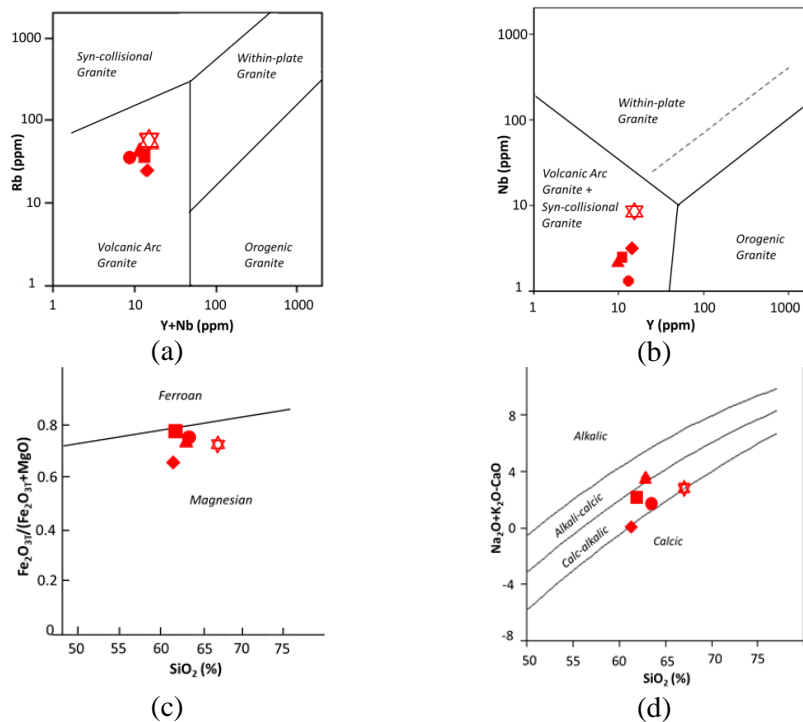 1000
100
10
1
Rb (ppm)
Syn-collisional
Granite
Within-plate
Granite
Volcanic Arc
Granite
Orogenic
Granite
1
10
100
1000
Y+Nb (ppm)
(a)
1000
100
10
1
Nb (ppm)
Within-plate
Granite
Volcanic Arc
Granite +
Syn-collisional
Granite
Orogenic
Granite
1
10
100
1000
Y (ppm)
(b)
0.8
0.6
0.4
0.2
0
Fe₂O₃T/(Fe₂O₃T+MgO)
Ferroan
Magnesian
50
55
60
65
70
75
SiO₂ (%)
(c)
8
4
0
-4
-8
Na₂O+K₂O-CaO
Alkalic
Alkali-calcic
Calc-alkalic
Calcic
50
55
60
65
70
75
SiO₂ (%)
(d)